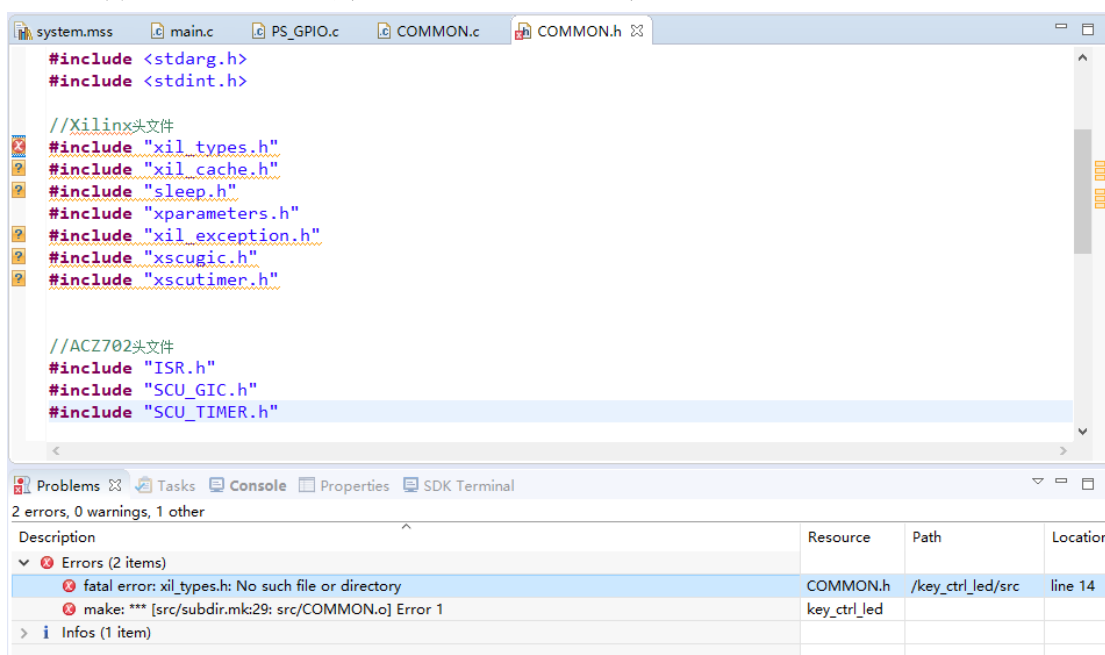 system.mss main.c PS_GPIO.c COMMON.c COMMON.h
#include <stdarg.h>
#include <stdint.h>
//Xilinx头文件
#include "xil_types.h"
#include "xil_cache.h"
#include "sleep.h"
#include "xparameters.h"
#include "xil_exception.h"
#include "xscugic.h"
#include "xscutimer.h"
//ACZ702头文件
#include "ISR.h"
#include "SCU_GIC.h"
#include "SCU_TIMER.h"
Problems Tasks Console Properties SDK Terminal
2 errors, 0 warnings, 1 other
Description Resource Path Location
Errors (2 items)
fatal error: xil_types.h: No such file or directory COMMON.h /key_ctrl_led/src line 14
make: *** [src/subdir.mk:29: src/COMMON.o] Error 1 key_ctrl_led
Infos (1 item)